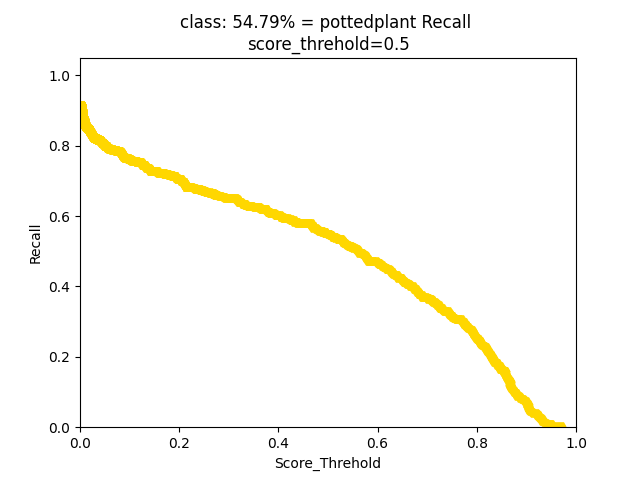 class: 54.79% = pottedplant Recall
score_threhold=0.5
1.0
0.8
0.6
0.4
0.2
0.0
Recall
0.0 0.2 0.4 0.6 0.8 1.0
Score_Threhold